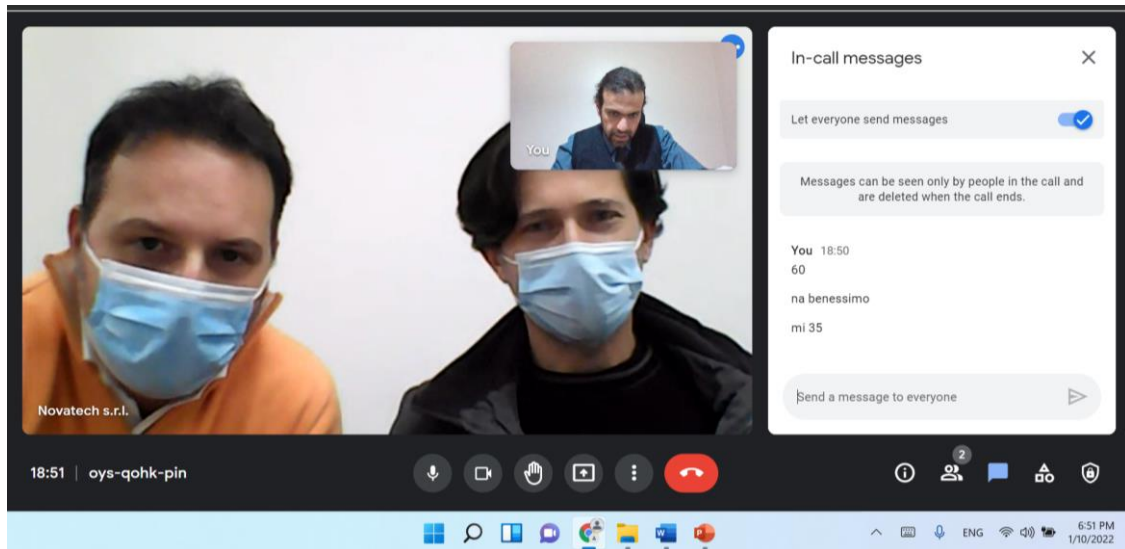 You
Novatech s.r.l.
In-call messages
Let everyone send messages
Messages can be seen only by people in the call and
are deleted when the call ends.
You 18:50
60
na benessimo
mi 35
Send a message to everyone
18:51 | oys-qohk-pin
2
ENG
6:51 PM
1/10/2022